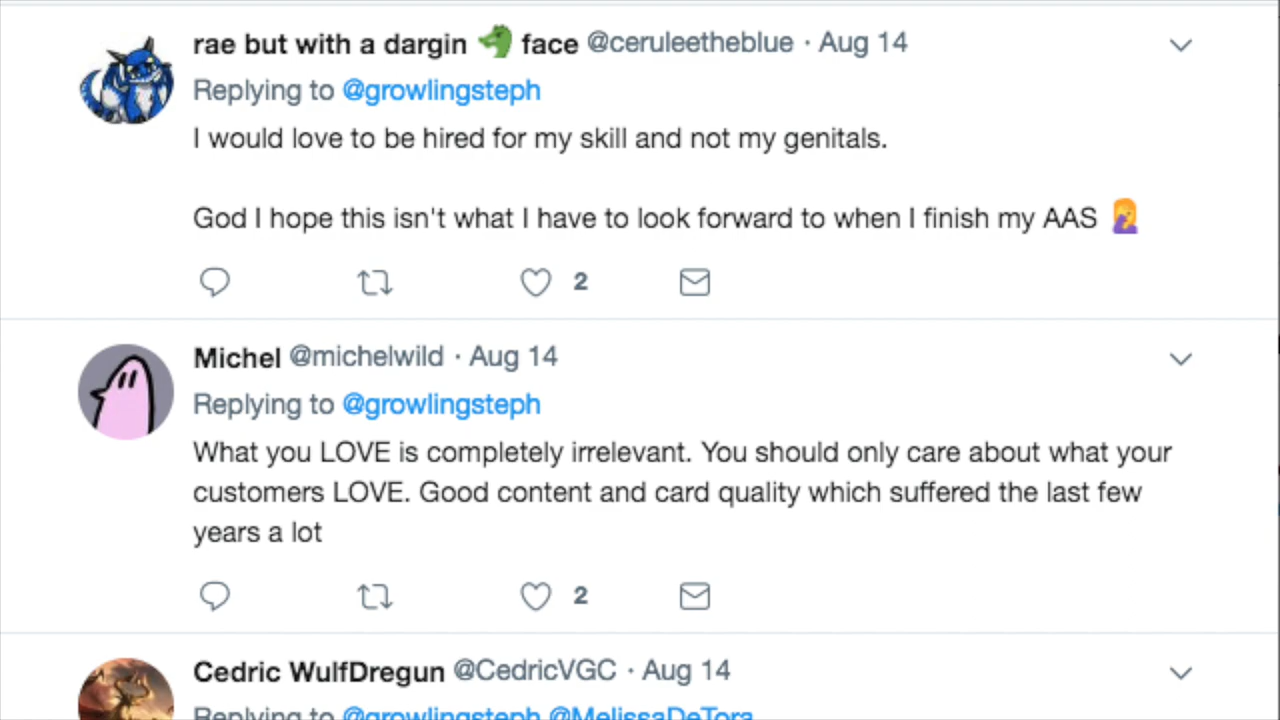 rae but with a dargin 🐲 face @ceruleetheblue · Aug 14
Replying to @growlingsteph
I would love to be hired for my skill and not my genitals.
God I hope this isn't what I have to look forward to when I finish my AAS 🤦
2
Michel @michelwild · Aug 14
Replying to @growlingsteph
What you LOVE is completely irrelevant. You should only care about what your
customers LOVE. Good content and card quality which suffered the last few
years a lot
2
Cedric WulfDregun @CedricVGC · Aug 14
Replying to @growlingsteph @MelissaDeTora